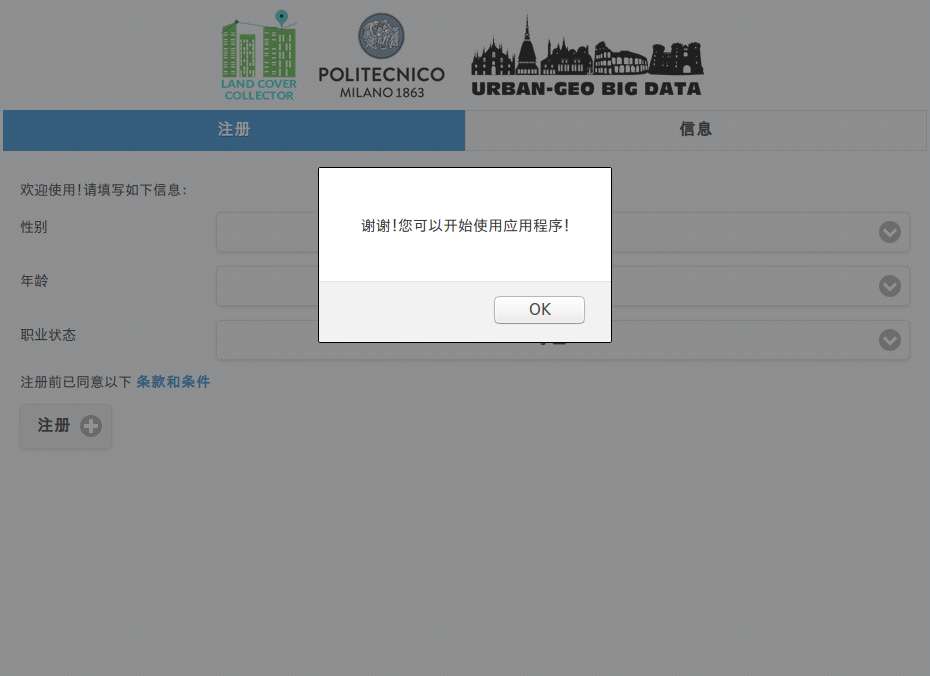 LAND COVER
COLLECTOR
POLITECNICO
MILANO 1863
URBAN-GEO BIG DATA
注册
信息
欢迎使用!请填写如下信息:
性别
谢谢!您可以开始使用应用程序!
年龄
OK
职业状态
注册前已同意以下 条款和条件
注册